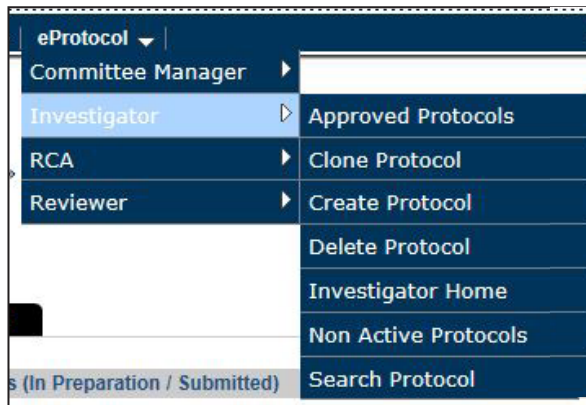 eProtocol
Committee Manager
Investigator
Approved Protocols
RCA
Clone Protocol
Reviewer
Create Protocol
Delete Protocol
Investigator Home
Non Active Protocols
s (In Preparation / Submitted)
Search Protocol